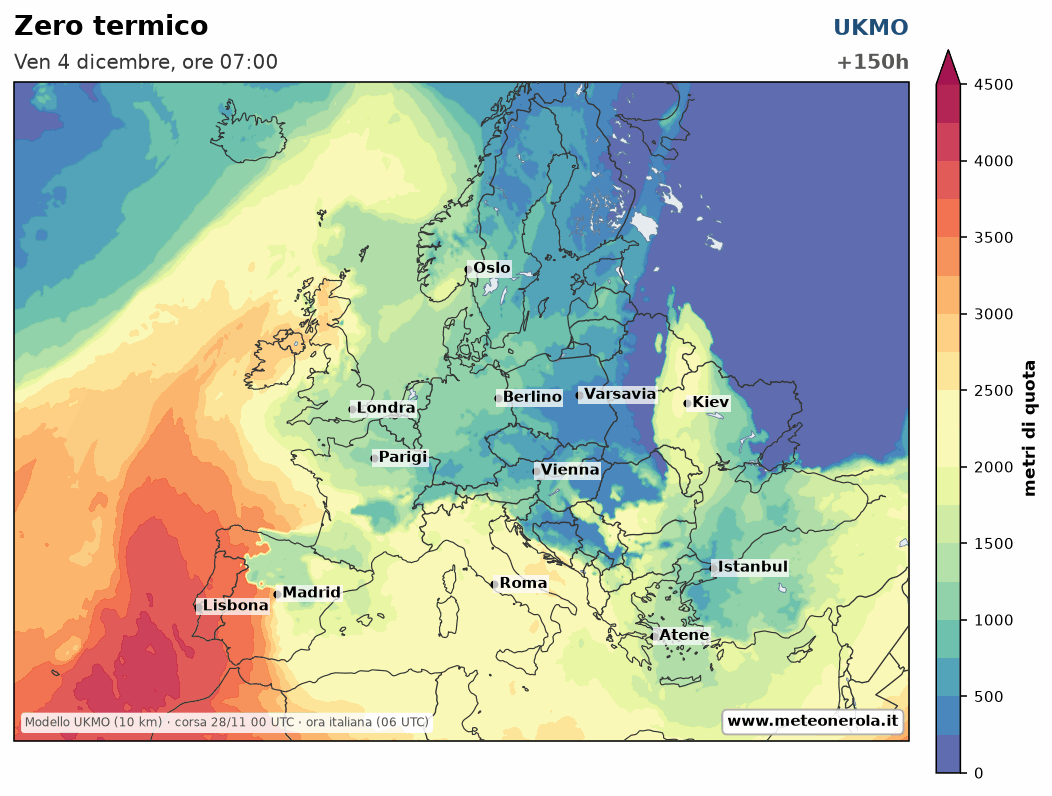 Zero termico
UKMO
Ven 4 dicembre, ore 07:00
+150h
4500
4000
3500
3000
2500
2000
1500
1000
500
0
metri di quota
Oslo
Berlino
Varsavia
Kiev
Londra
Parigi
Vienna
Istanbul
Roma
Madrid
Lisbona
Atene
Modello UKMO (10 km) · corsa 28/11 00 UTC · ora italiana (06 UTC)
www.meteonerola.it